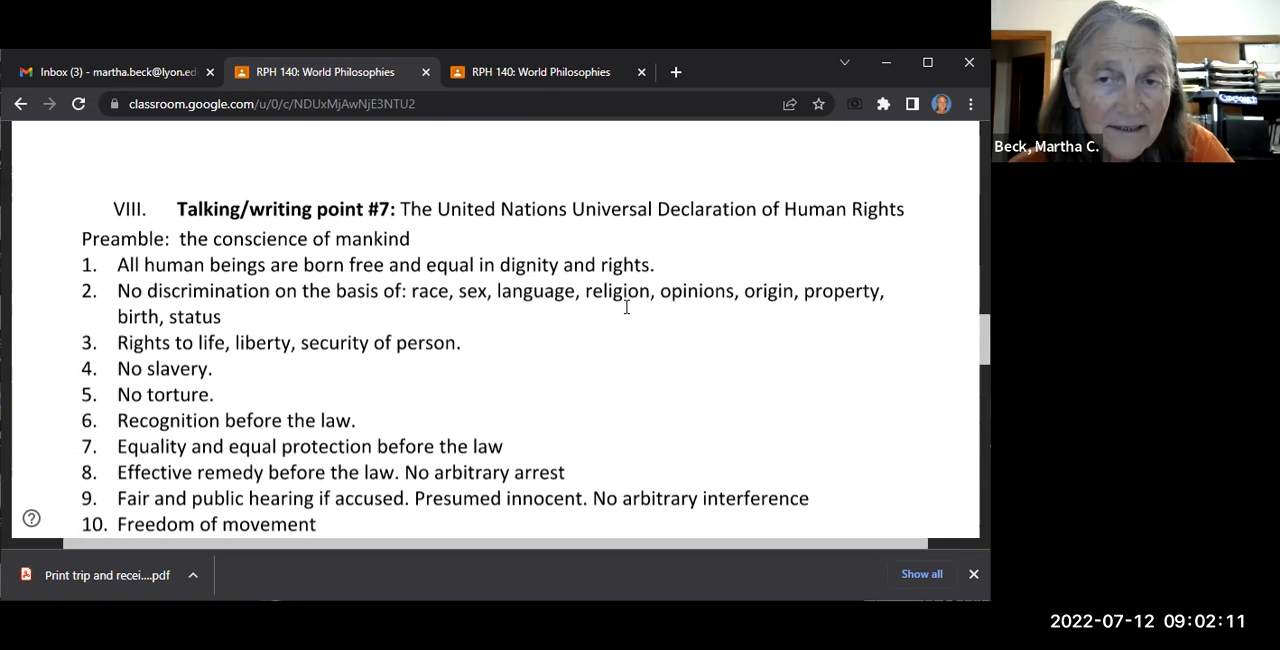 Inbox (3) - martha.beck@lyon.ed
RPH 140: World Philosophies
RPH 140: World Philosophies
classroom.google.com/u/0/c/NDUxMjAwNjE3NTU2
Beck, Martha C.
VIII. Talking/writing point #7: The United Nations Universal Declaration of Human Rights
Preamble: the conscience of mankind
1. All human beings are born free and equal in dignity and rights.
2. No discrimination on the basis of: race, sex, language, religion, opinions, origin, property,
birth, status
3. Rights to life, liberty, security of person.
4. No slavery.
5. No torture.
6. Recognition before the law.
7. Equality and equal protection before the law
8. Effective remedy before the law. No arbitrary arrest
9. Fair and public hearing if accused. Presumed innocent. No arbitrary interference
10. Freedom of movement
Print trip and recei....pdf
Show all
2022-07-12 09:02:11